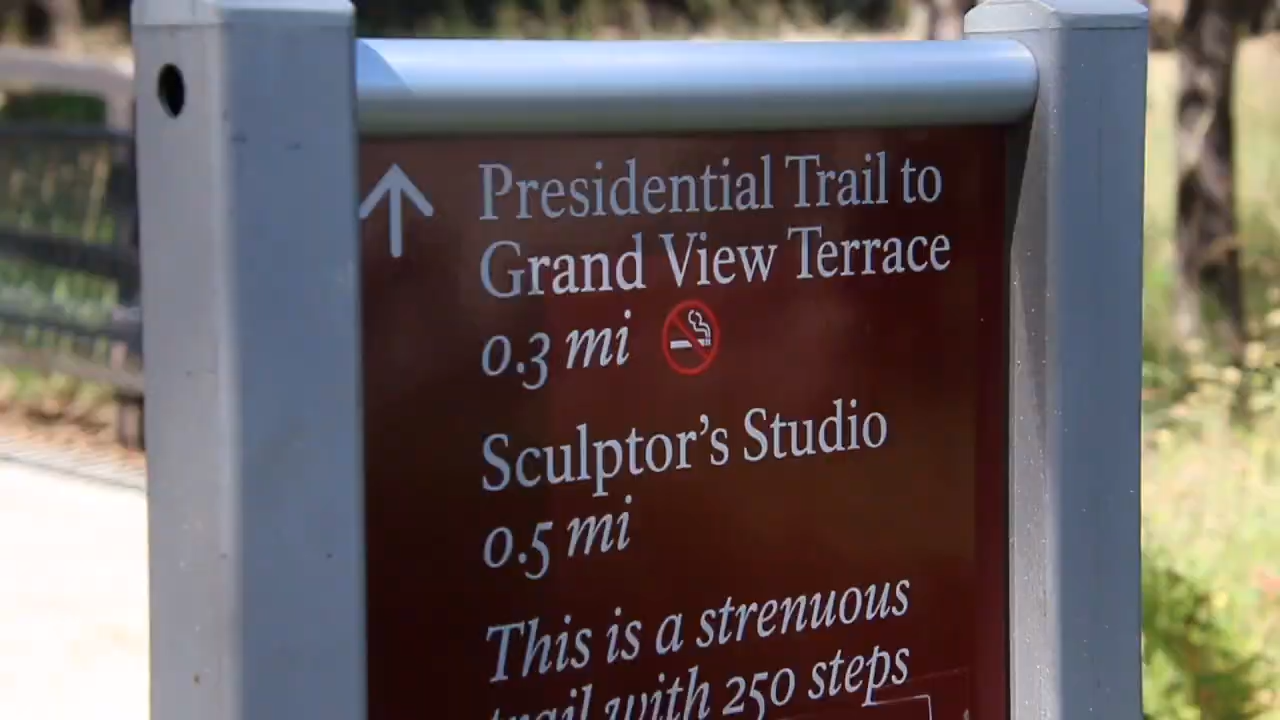 Presidential Trail to
Grand View Terrace
0.3 mi
Sculptor's Studio
0.5 mi
This is a strenuous
trail with 250 steps